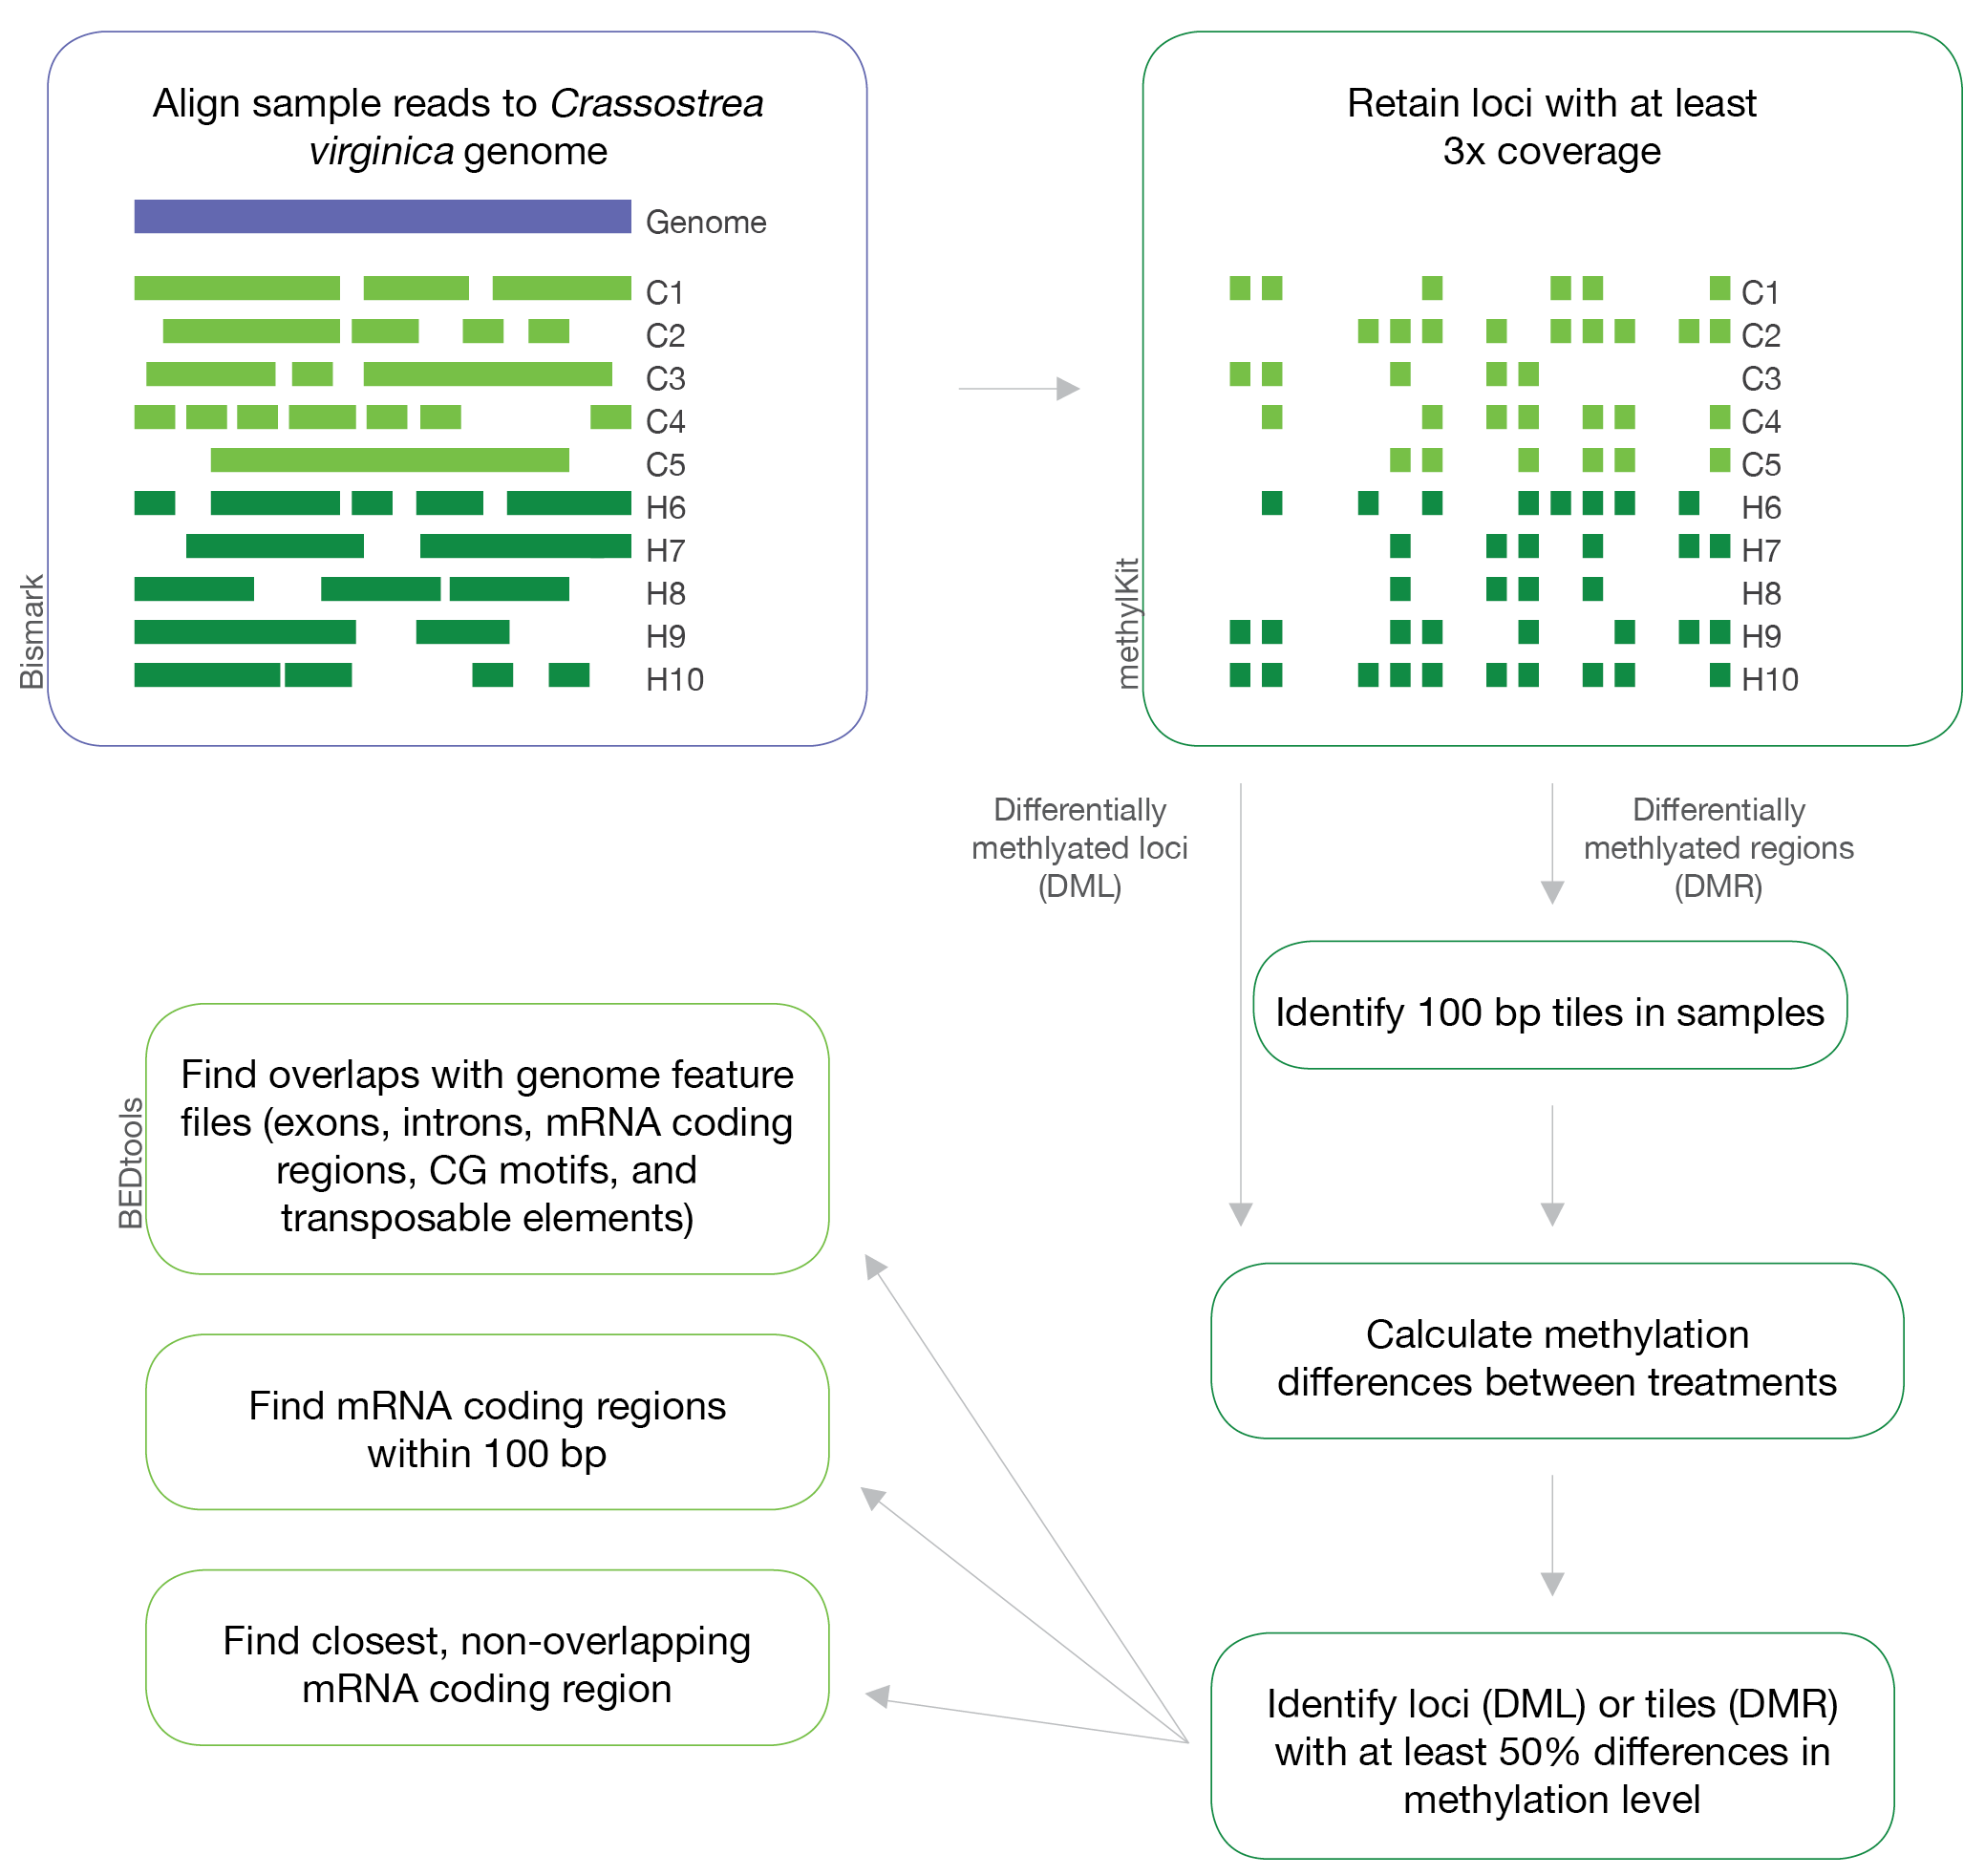 Align sample reads to Crassostrea
virginica genome
Genome
C1
C2
C3
C4
C5
H6
H7
H8
H9
H10
Bismark
Retain loci with at least
3x coverage
C1
C2
C3
C4
C5
H6
H7
H8
H9
H10
methylKit
Differentially
methlyated loci
(DML)
Differentially
methlyated regions
(DMR)
Identify 100 bp tiles in samples
Calculate methylation
differences between treatments
Identify loci (DML) or tiles (DMR)
with at least 50% differences in
methylation level
BEDtools
Find overlaps with genome feature
files (exons, introns, mRNA coding
regions, CG motifs, and
transposable elements)
Find mRNA coding regions
within 100 bp
Find closest, non-overlapping
mRNA coding region